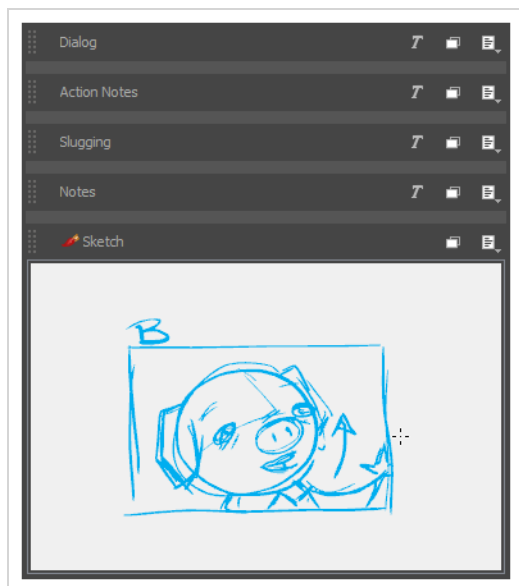 Dialog
Action Notes
Slugging
Notes
Sketch
B